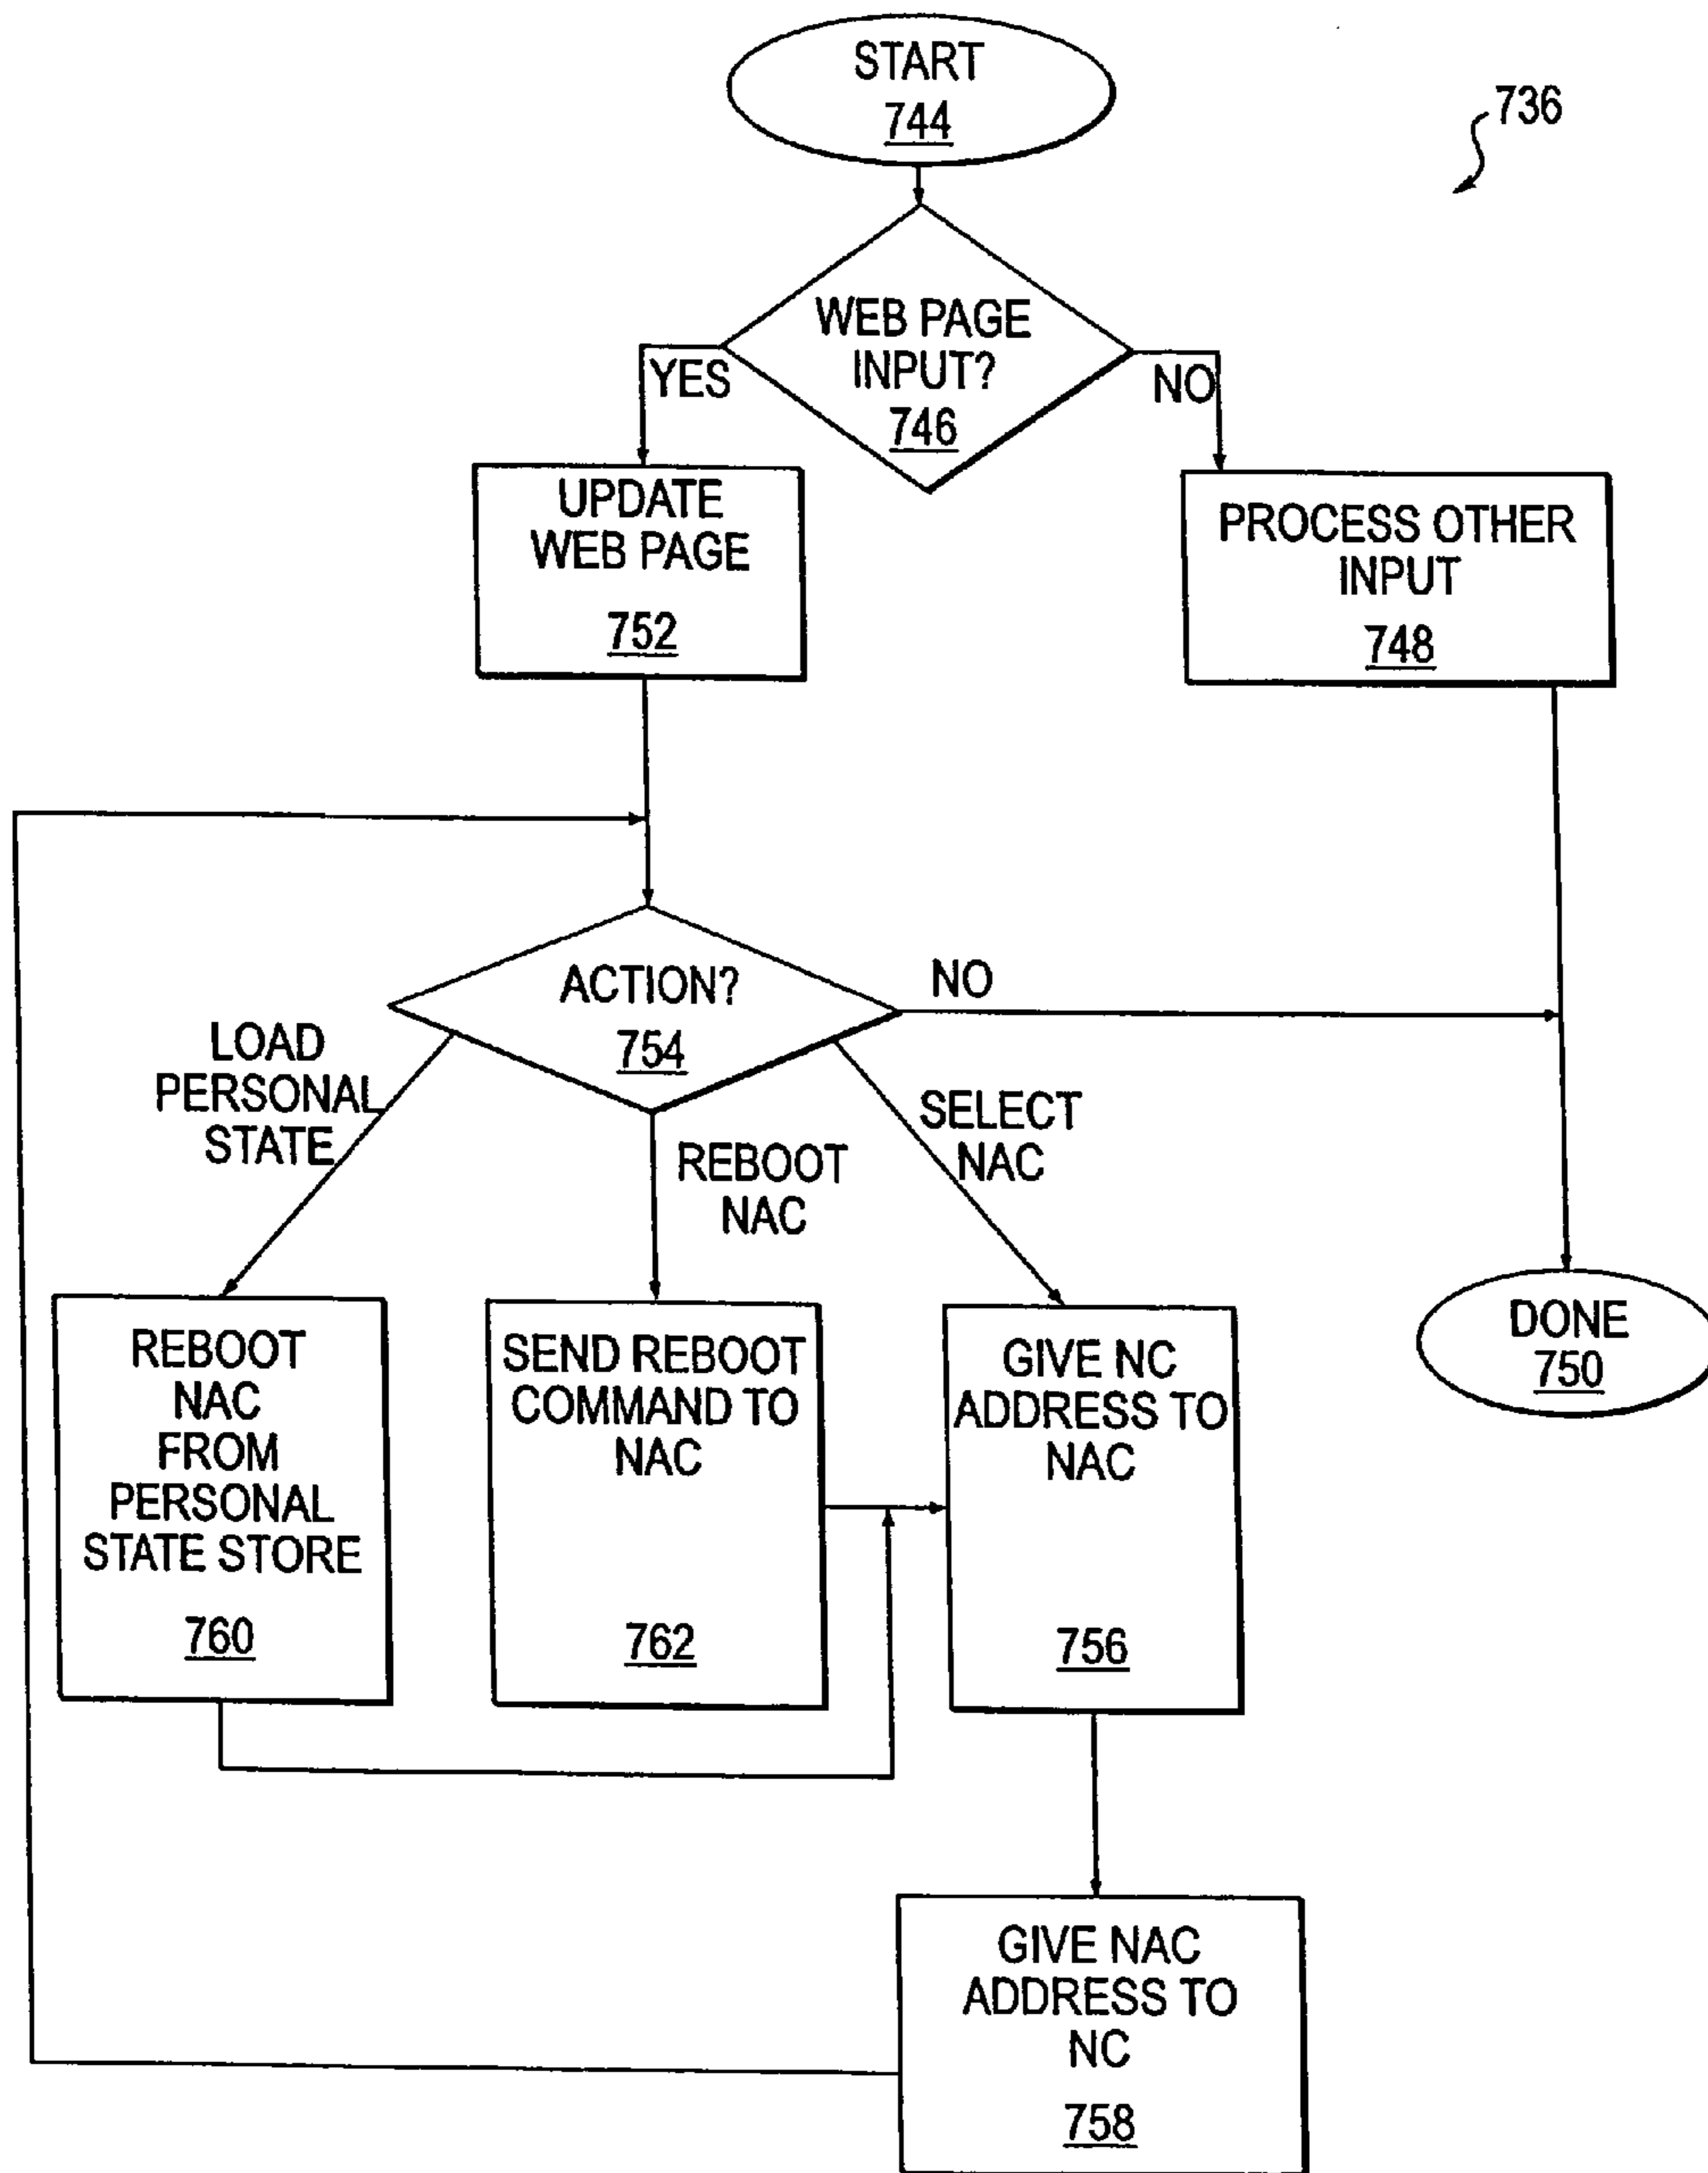 START
744
736
WEB PAGE
INPUT?
746
YES
NO
UPDATE
WEB PAGE
752
PROCESS OTHER
INPUT
748
ACTION?
754
NO
LOAD
PERSONAL
STATE
REBOOT
NAC
SELECT
NAC
REBOOT
NAC
FROM
PERSONAL
STATE STORE
760
SEND REBOOT
COMMAND TO
NAC
762
GIVE NC
ADDRESS TO
NAC
756
DONE
750
GIVE NAC
ADDRESS TO
NC
758